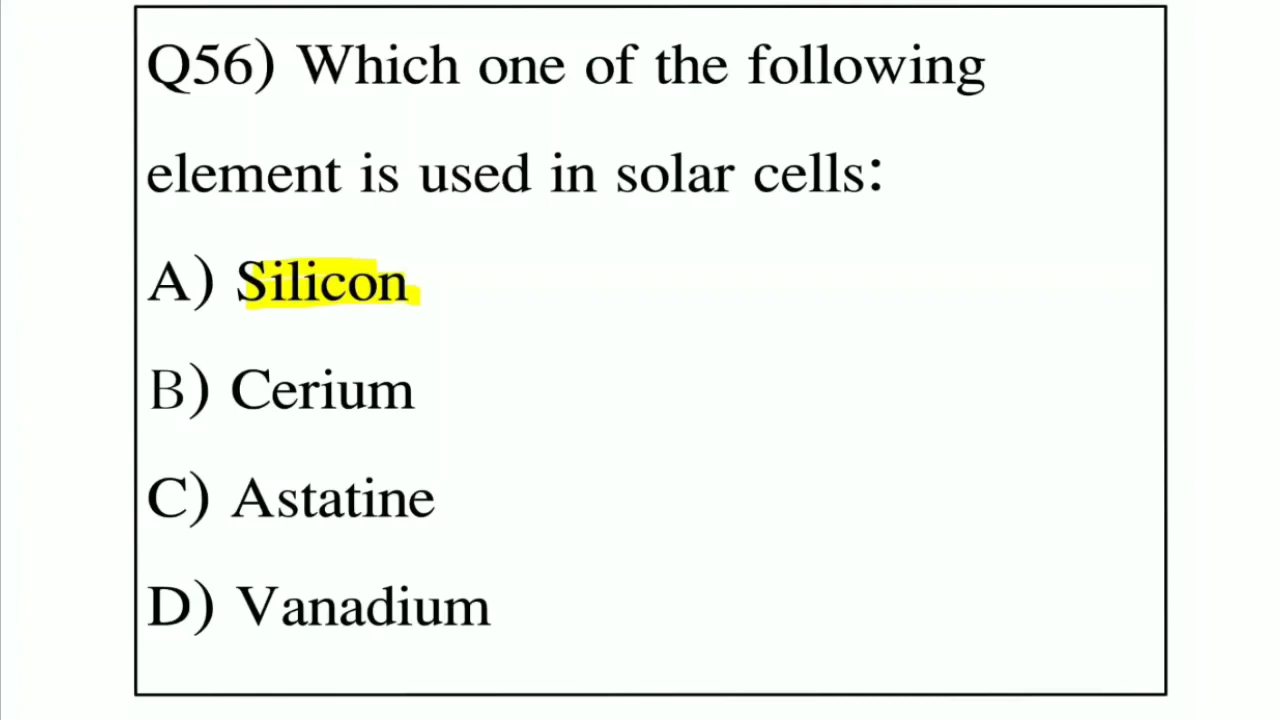 Q56) Which one of the following
element is used in solar cells:
A) Silicon
B) Cerium
C) Astatine
D) Vanadium